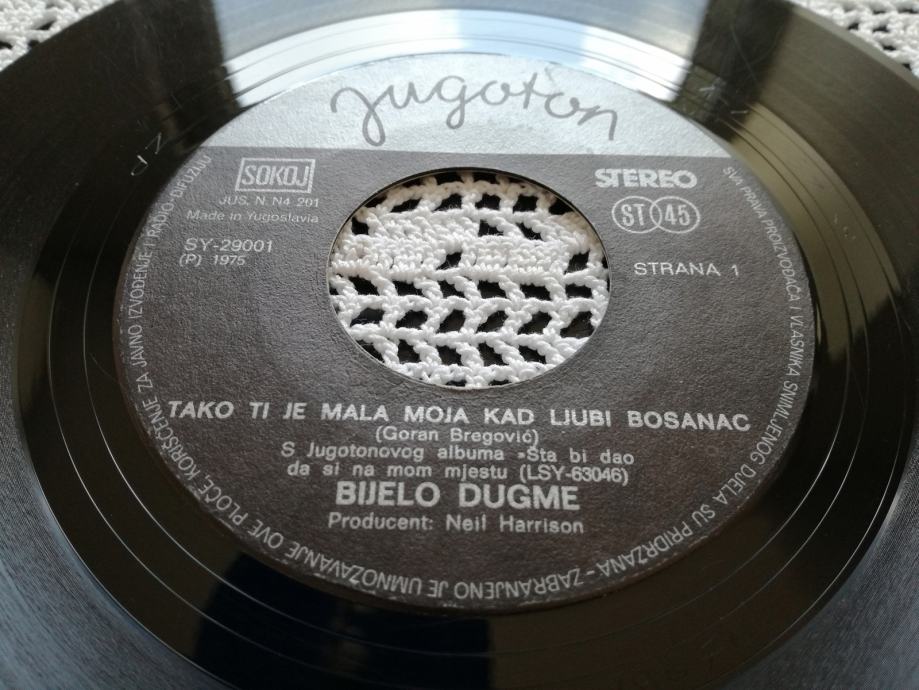 Jugoton
SOKOJ
JUS. N. N4 201
Made in Yugoslavia
SY-29001
(P) 1975
STEREO
ST 45
STRANA 1
TAKO TI JE MALA MOJA KAD LJUBI BOSANAC
(Goran Bregović)
S Jugotonovog albuma »Šta bi dao
da si na mom mjestu (LSY-63046)
BIJELO DUGME
Producent: Neil Harrison
SVA PRAVA PROIZVOĐAČA I VLASNIKA SNIMLJENOG DJELA SU PRIDRŽANA - ZABRANJENO JE UMNOŽAVANJE OVE PLOČE, KORIŠĆENJE ZA JAVNO IZVOĐENJE I RADIO-DIFUZIJU